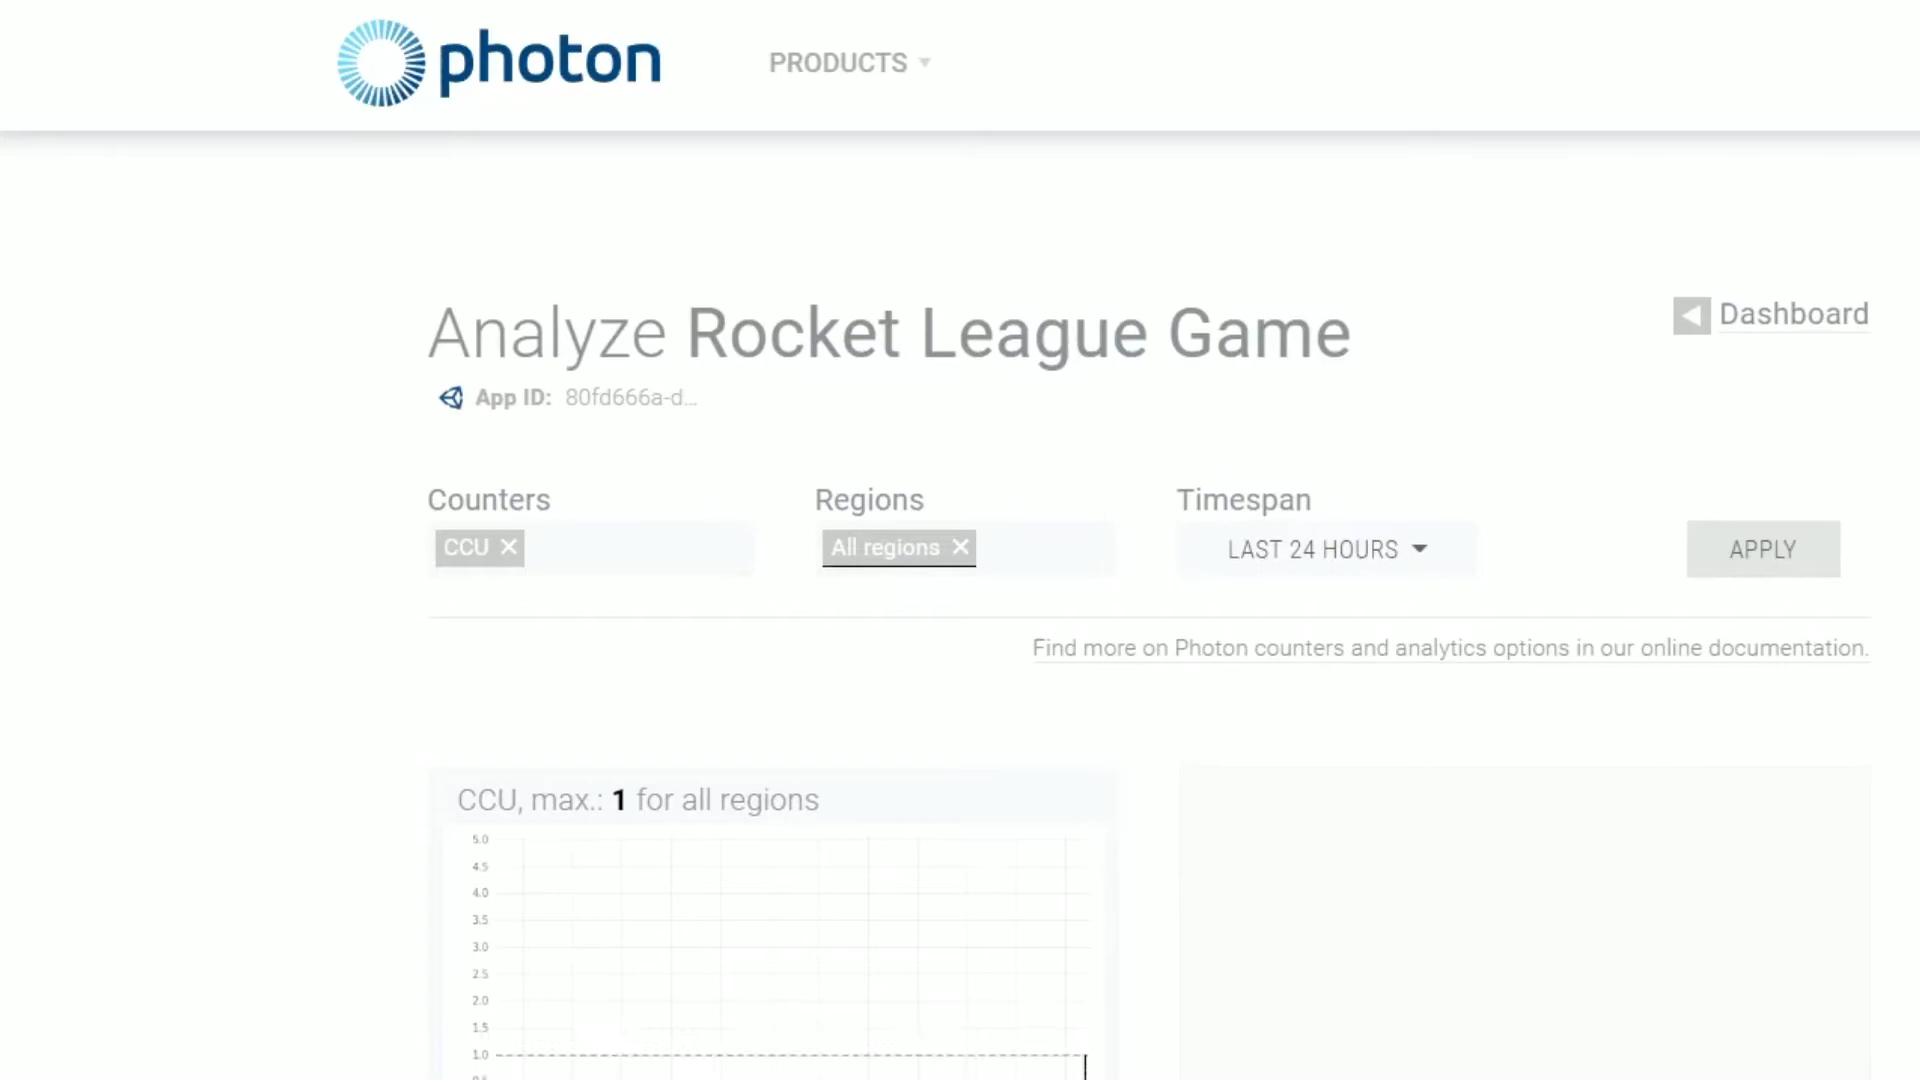 photon
PRODUCTS
Analyze Rocket League Game
Dashboard
App ID: 80fd666a-d...
Counters
Regions
Timespan
CCU ✕
All regions ✕
LAST 24 HOURS
APPLY
Find more on Photon counters and analytics options in our online documentation.
CCU, max.: 1 for all regions
5.0
4.5
4.0
3.5
3.0
2.5
2.0
1.5
1.0